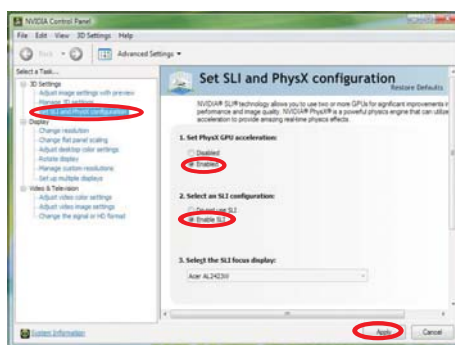 NVIDIA Control Panel
File Edit View 3D Settings Help
Back
Advanced Settings
Select a Task...
3D Settings
Adjust image settings with preview
Manage 3D settings
Set SLI and PhysX configuration
Display
Change resolution
Change flat panel scaling
Adjust desktop color settings
Rotate display
Manage custom resolutions
Set up multiple displays
Video & Television
Adjust video color settings
Adjust video image settings
Change the signal or HD format
System Information
Set SLI and PhysX configuration
Restore Defaults
NVIDIA® SLI® technology allows you to use two or more GPUs for significant improvements in
performance and image quality. NVIDIA® PhysX® is a powerful physics engine that can utilize
acceleration to provide amazing real-time physics effects.
1. Set PhysX GPU acceleration:
Disabled
Enabled
2. Select an SLI configuration:
Do not use SLI
Enable SLI
3. Select the SLI focus display:
Acer AL2423W
Apply
Cancel